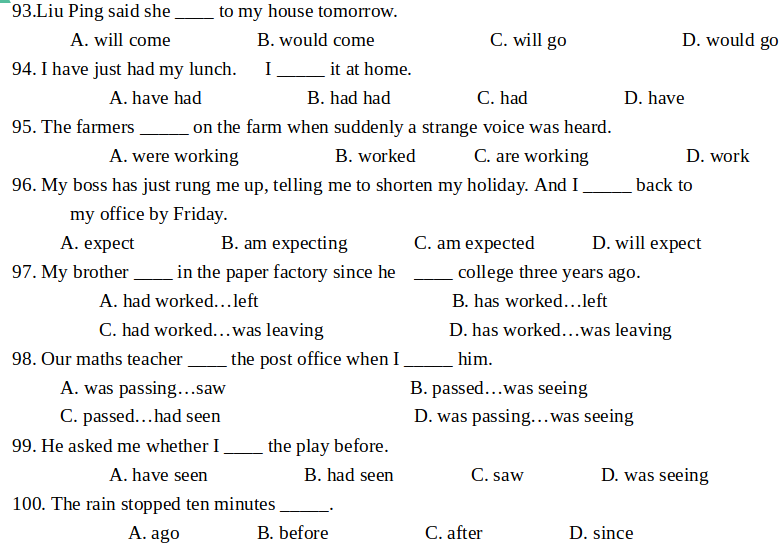 93.Liu Ping said she ____ to my house tomorrow.
A. will come B. would come C. will go D. would go
94. I have just had my lunch. I _____ it at home.
A. have had B. had had C. had D. have
95. The farmers _____ on the farm when suddenly a strange voice was heard.
A. were working B. worked C. are working D. work
96. My boss has just rung me up, telling me to shorten my holiday. And I _____ back to
my office by Friday.
A. expect B. am expecting C. am expected D. will expect
97. My brother ____ in the paper factory since he ____ college three years ago.
A. had worked…left B. has worked…left
C. had worked…was leaving D. has worked…was leaving
98. Our maths teacher ____ the post office when I _____ him.
A. was passing…saw B. passed…was seeing
C. passed…had seen D. was passing…was seeing
99. He asked me whether I ____ the play before.
A. have seen B. had seen C. saw D. was seeing
100. The rain stopped ten minutes _____.
A. ago B. before C. after D. since